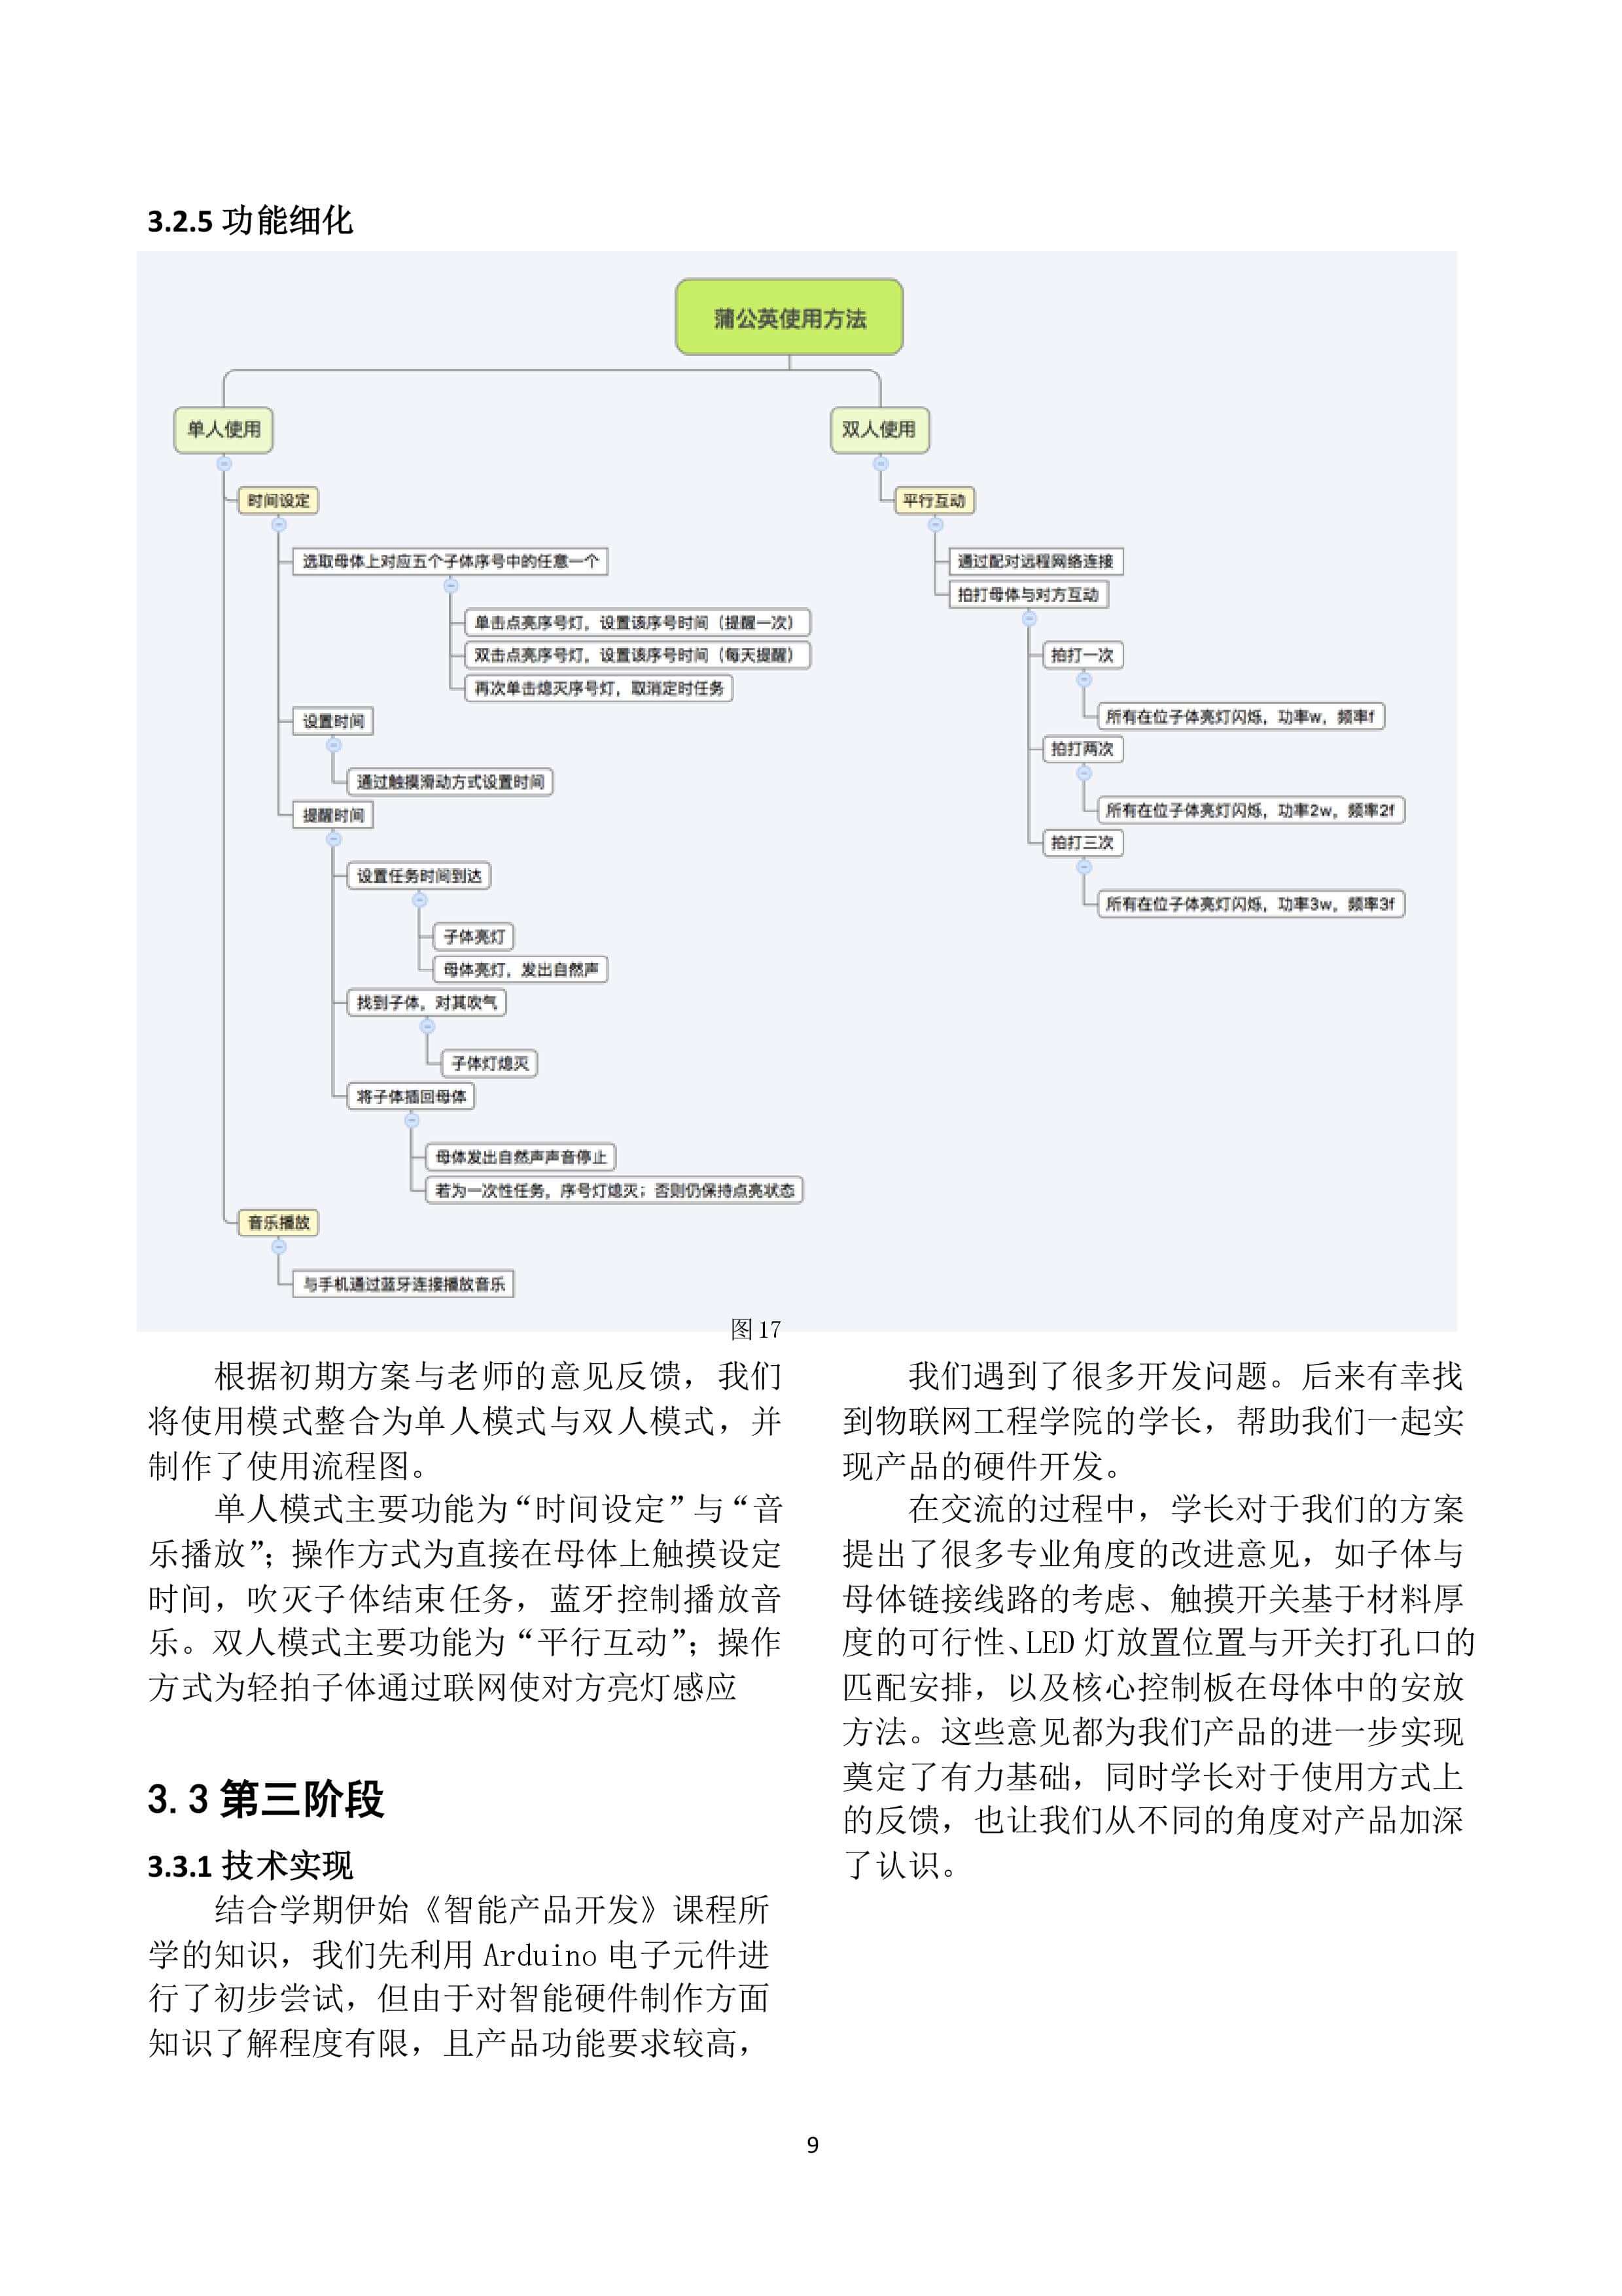 3.2.5 功能细化
蒲公英使用方法
单人使用
时间设定
选取母体上对应五个子体序号中的任意一个
单击点亮序号灯，设置该序号时间（提醒一次）
双击点亮序号灯，设置该序号时间（每天提醒）
再次单击熄灭序号灯，取消定时任务
设置时间
通过触摸滑动方式设置时间
提醒时间
设置任务时间到达
子体亮灯
母体亮灯，发出自然声
找到子体，对其吹气
子体灯熄灭
将子体插回母体
母体发出自然声声音停止
若为一次性任务，序号灯熄灭；否则仍保持点亮状态
音乐播放
与手机通过蓝牙连接播放音乐
双人使用
平行互动
通过配对远程网络连接
拍打母体与对方互动
拍打一次
所有在位子体亮灯闪烁，功率w，频率f
拍打两次
所有在位子体亮灯闪烁，功率2w，频率2f
拍打三次
所有在位子体亮灯闪烁，功率3w，频率3f
图 17
根据初期方案与老师的意见反馈，我们
将使用模式整合为单人模式与双人模式，并
制作了使用流程图。
单人模式主要功能为“时间设定”与“音
乐播放”；操作方式为直接在母体上触摸设定
时间，吹灭子体结束任务，蓝牙控制播放音
乐。双人模式主要功能为“平行互动”；操作
方式为轻拍子体通过联网使对方亮灯感应
3.3 第三阶段
3.3.1 技术实现
结合学期伊始《智能产品开发》课程所
学的知识，我们先利用 Arduino 电子元件进
行了初步尝试，但由于对智能硬件制作方面
知识了解程度有限，且产品功能要求较高，
我们遇到了很多开发问题。后来有幸找
到物联网工程学院的学长，帮助我们一起实
现产品的硬件开发。
在交流的过程中，学长对于我们的方案
提出了很多专业角度的改进意见，如子体与
母体链接线路的考虑、触摸开关基于材料厚
度的可行性、LED 灯放置位置与开关打孔口的
匹配安排，以及核心控制板在母体中的安放
方法。这些意见都为我们产品的进一步实现
奠定了有力基础，同时学长对于使用方式上
的反馈，也让我们从不同的角度对产品加深
了认识。
9